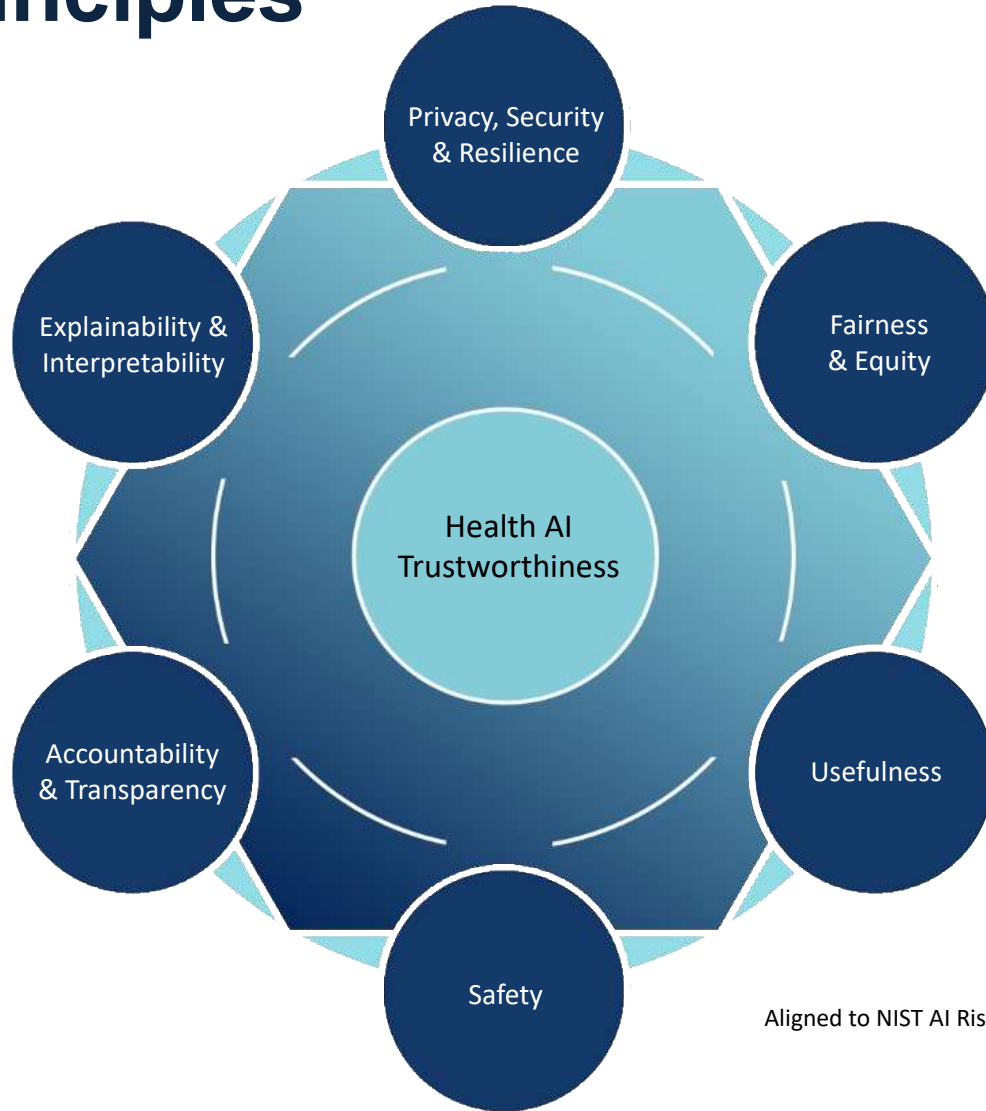 inciples
Privacy, Security
& Resilience
Explainability &
Interpretability
Fairness
& Equity
Health AI
Trustworthiness
Accountability
& Transparency
Usefulness
Safety
Aligned to NIST AI Ris